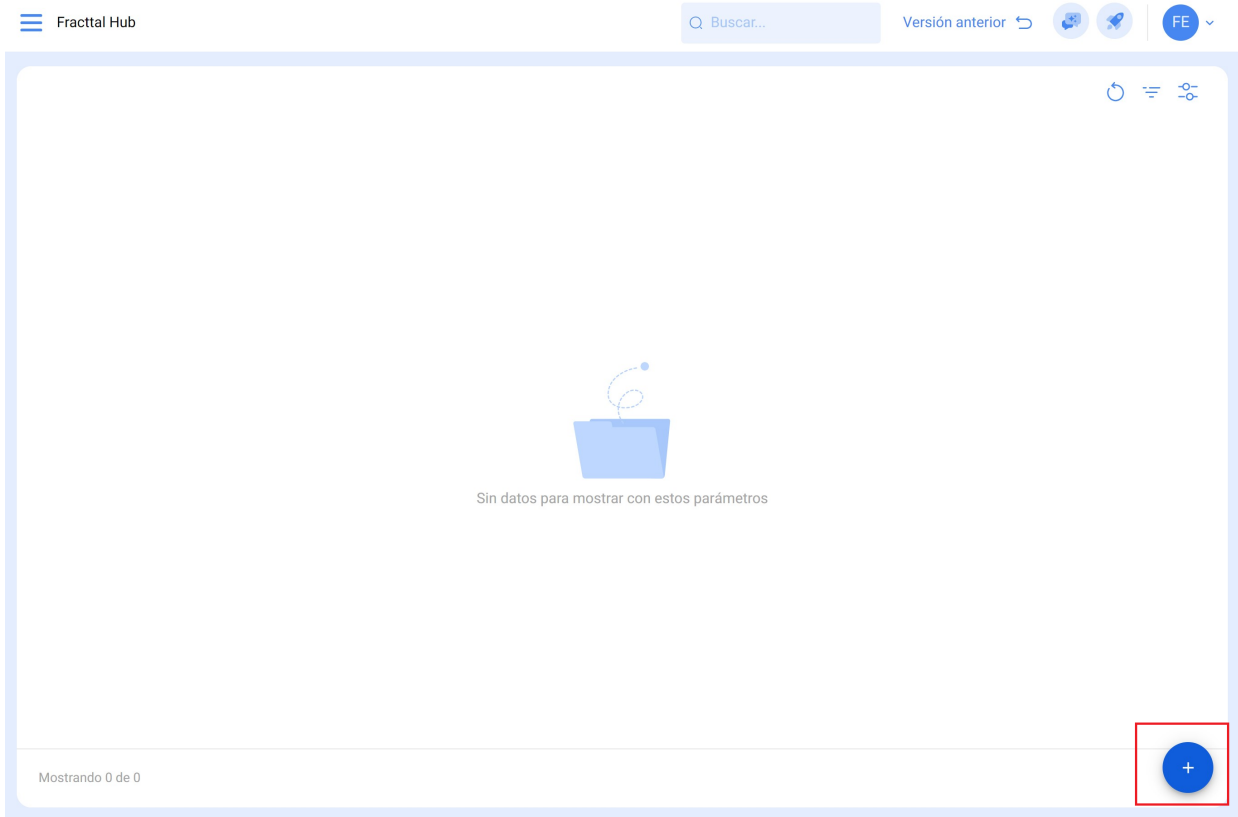 Fracttal Hub
Buscar...
Versión anterior
FE
Sin datos para mostrar con estos parámetros
Mostrando 0 de 0
+